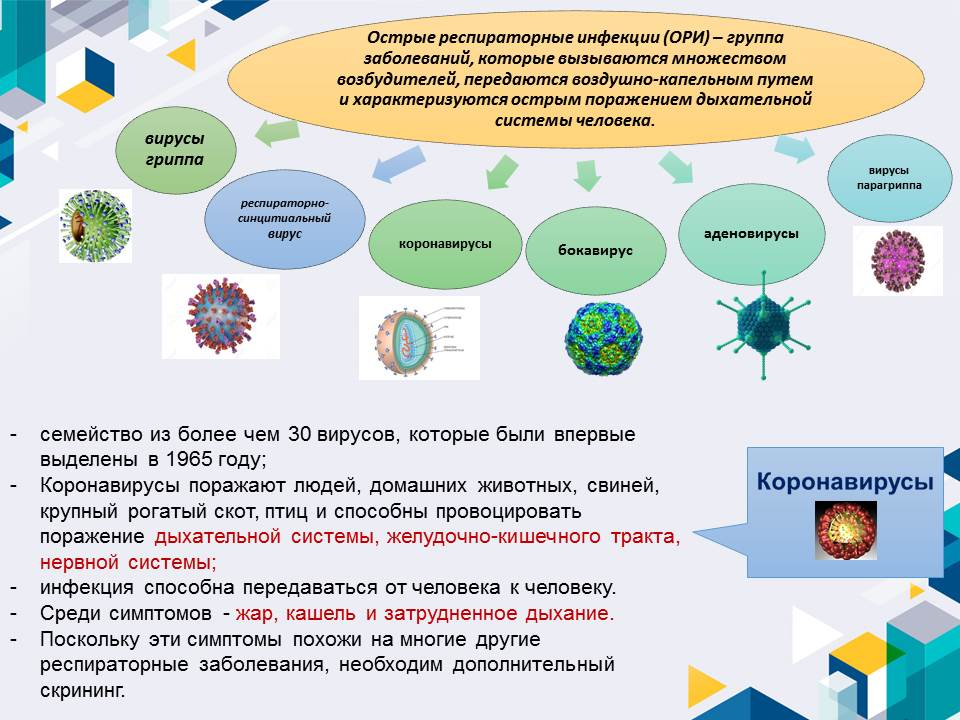 Острые респираторные инфекции (ОРИ) – группа
заболеваний, которые вызываются множеством
возбудителей, передаются воздушно-капельным путем
и характеризуются острым поражением дыхательной
системы человека.
вирусы
гриппа
респираторно-
синцитиальный
вирус
коронавирусы
бокавирус
аденовирусы
вирусы
парагриппа
- семейство из более чем 30 вирусов, которые были впервые
выделены в 1965 году;
- Коронавирусы поражают людей, домашних животных, свиней,
крупный рогатый скот, птиц и способны провоцировать
поражение дыхательной системы, желудочно-кишечного тракта,
нервной системы;
- инфекция способна передаваться от человека к человеку.
- Среди симптомов - жар, кашель и затрудненное дыхание.
- Поскольку эти симптомы похожи на многие другие
респираторные заболевания, необходим дополнительный
скрининг.
Коронавирусы